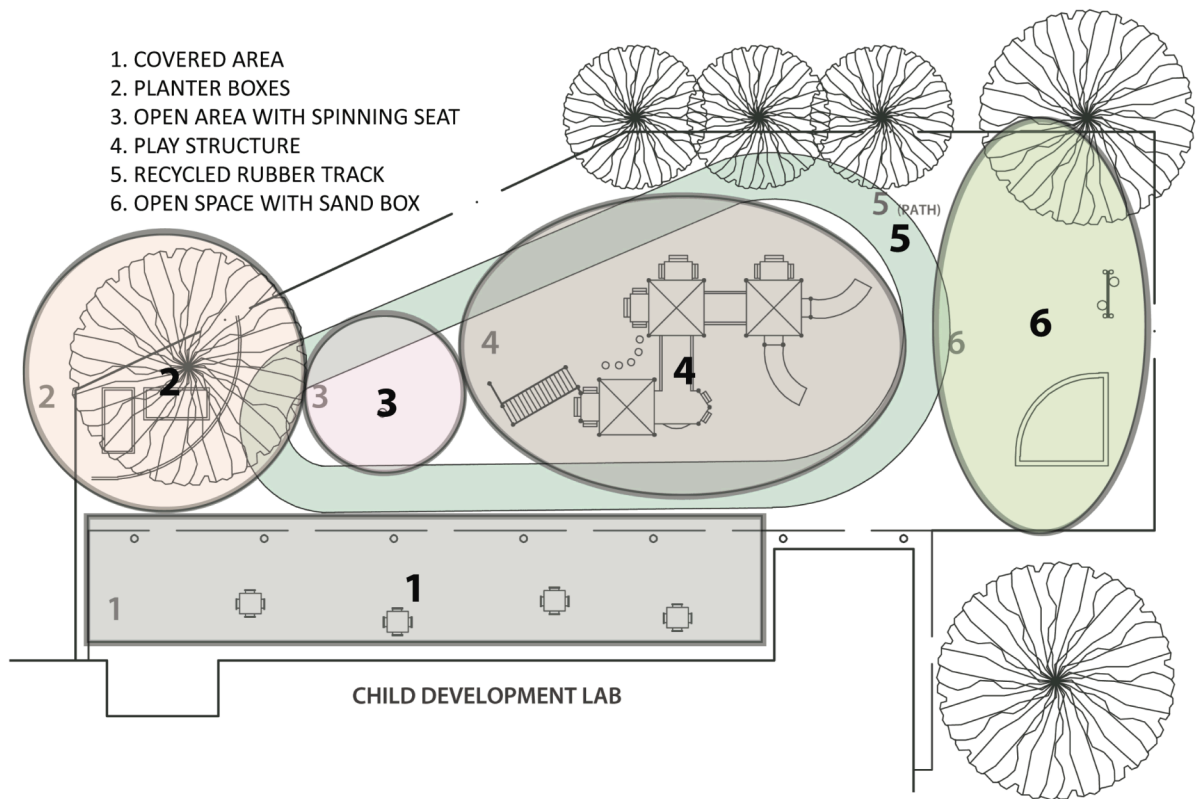 1. COVERED AREA
2. PLANTER BOXES
3. OPEN AREA WITH SPINNING SEAT
4. PLAY STRUCTURE
5. RECYCLED RUBBER TRACK
6. OPEN SPACE WITH SAND BOX
5 (PATH)
5
6
6
4
4
2
2
3
3
1
1
CHILD DEVELOPMENT LAB